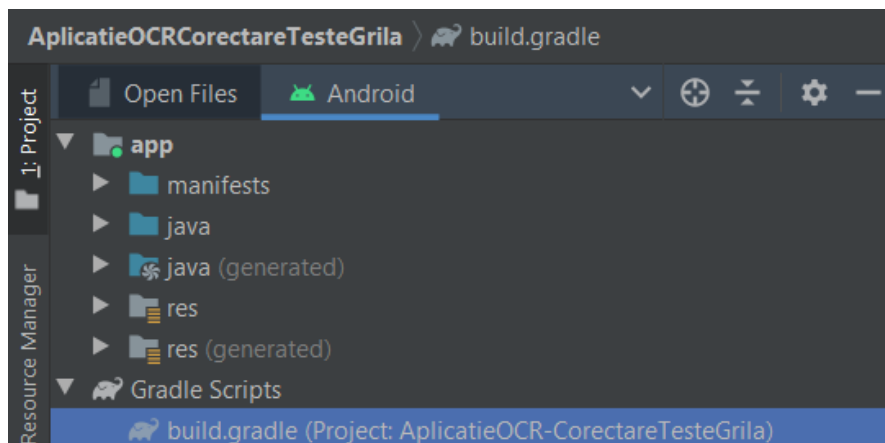 AplicatieOCRCorectareTesteGrila 〉 build.gradle
1: Project
Resource Manager
Open Files Android
app
manifests
java
java (generated)
res
res (generated)
Gradle Scripts
build.gradle (Project: AplicatieOCR-CorectareTesteGrila)